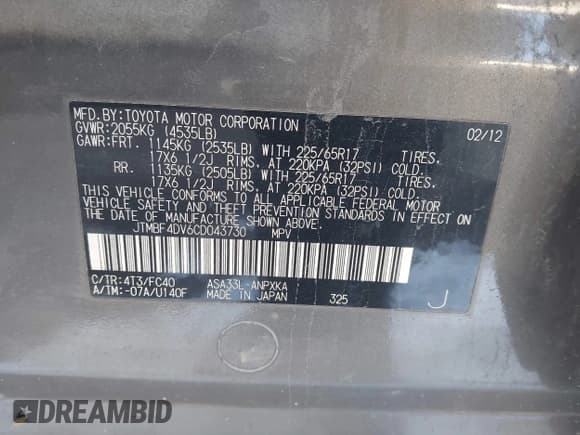 MFD.BY:TOYOTA MOTOR CORPORATION 02/12
GVWR:2055KG (4535LB)
GAWR:FRT. 1145KG (2535LB) WITH 225/65R17 TIRES,
17X6 1/2J RIMS, AT 220KPA (32PSI) COLD.
RR. 1135KG (2505LB) WITH 225/65R17 TIRES,
17X6 1/2J RIMS, AT 220KPA (32PSI) COLD.
THIS VEHICLE CONFORMS TO ALL APPLICABLE FEDERAL MOTOR
VEHICLE SAFETY AND THEFT PREVENTION STANDARDS IN EFFECT
ON THE DATE OF MANUFACTURE SHOWN ABOVE.
JTMBF4DV6CD043730 MPV
C/TR:4T3/FC40 ASA33L-ANPXKA
A/TM:-07A/U140F MADE IN JAPAN 325 J
DREAMBID